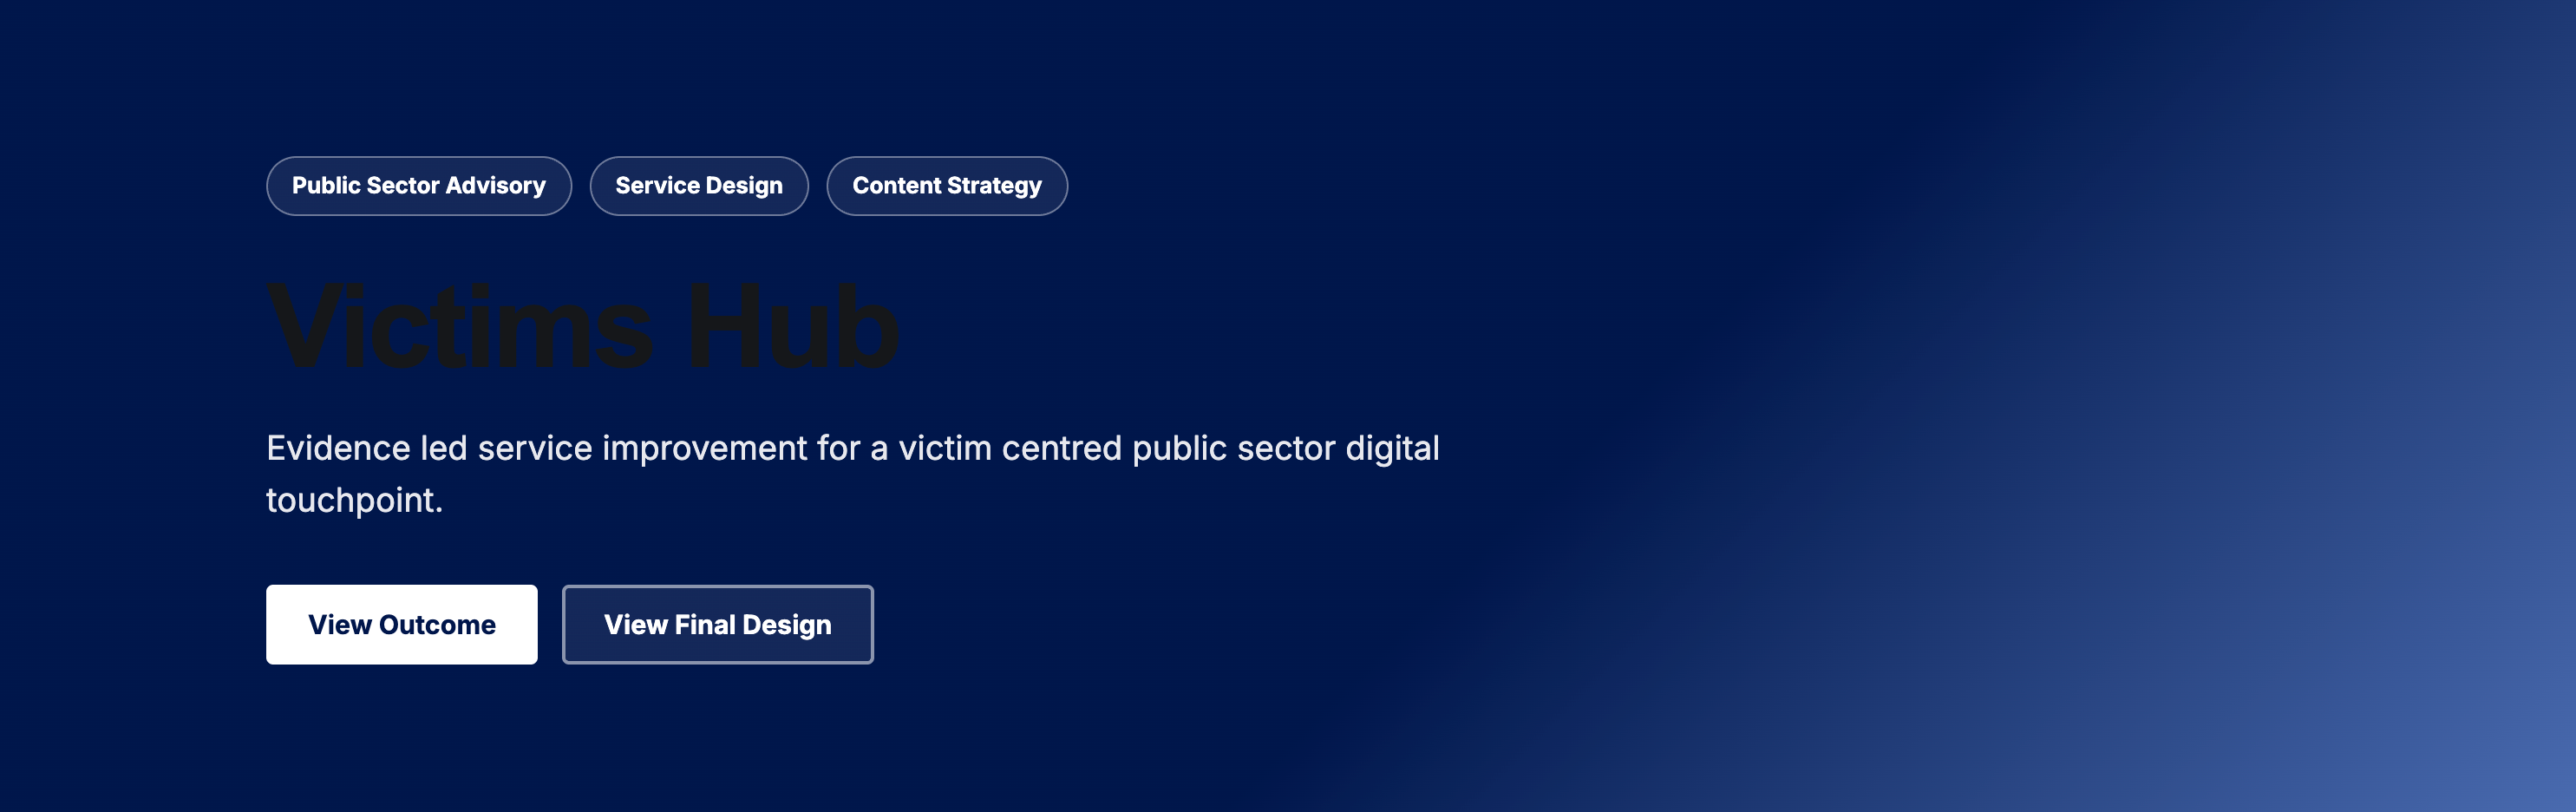 Public Sector Advisory
Service Design
Content Strategy
Victims Hub
Evidence led service improvement for a victim centred public sector digital
touchpoint.
View Outcome
View Final Design